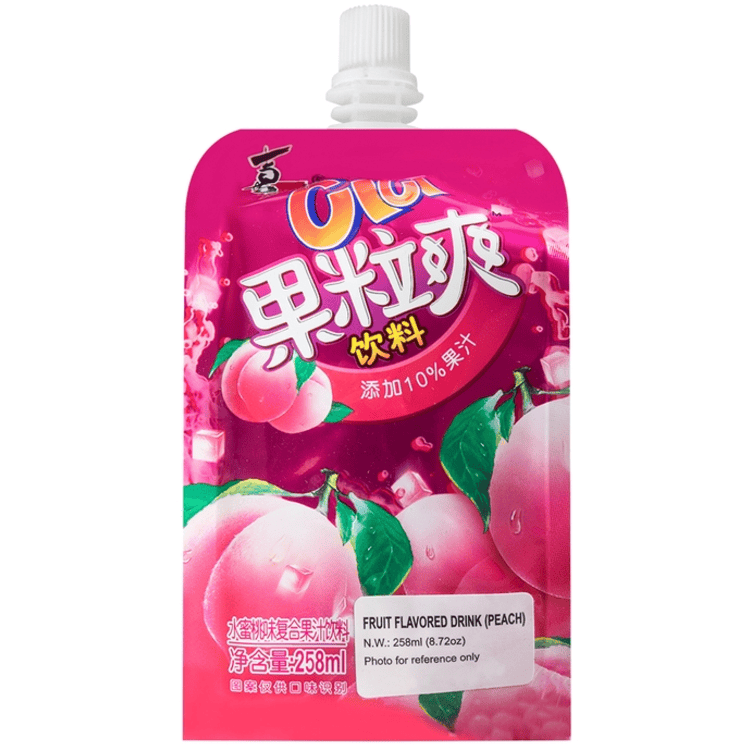 喜
CiCi
果粒爽
饮料
添加10%果汁
水蜜桃味复合果汁饮料
净含量:258ml
图案仅供口味识别
FRUIT FLAVORED DRINK (PEACH)
N.W.: 258ml (8.72oz)
Photo for reference only